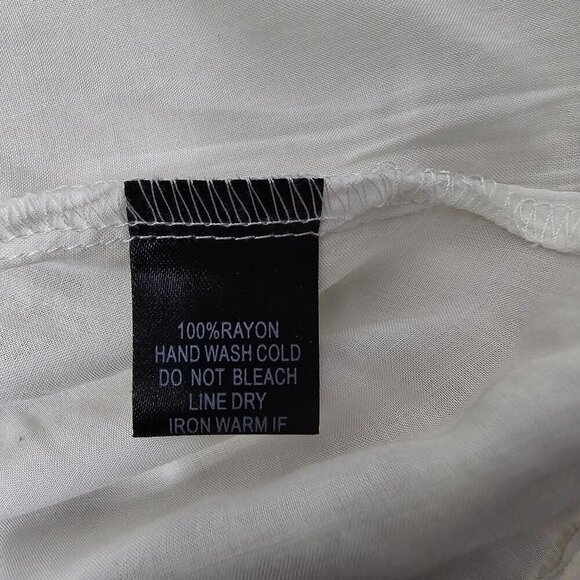 100%RAYON
HAND WASH COLD
DO NOT BLEACH
LINE DRY
IRON WARM IF